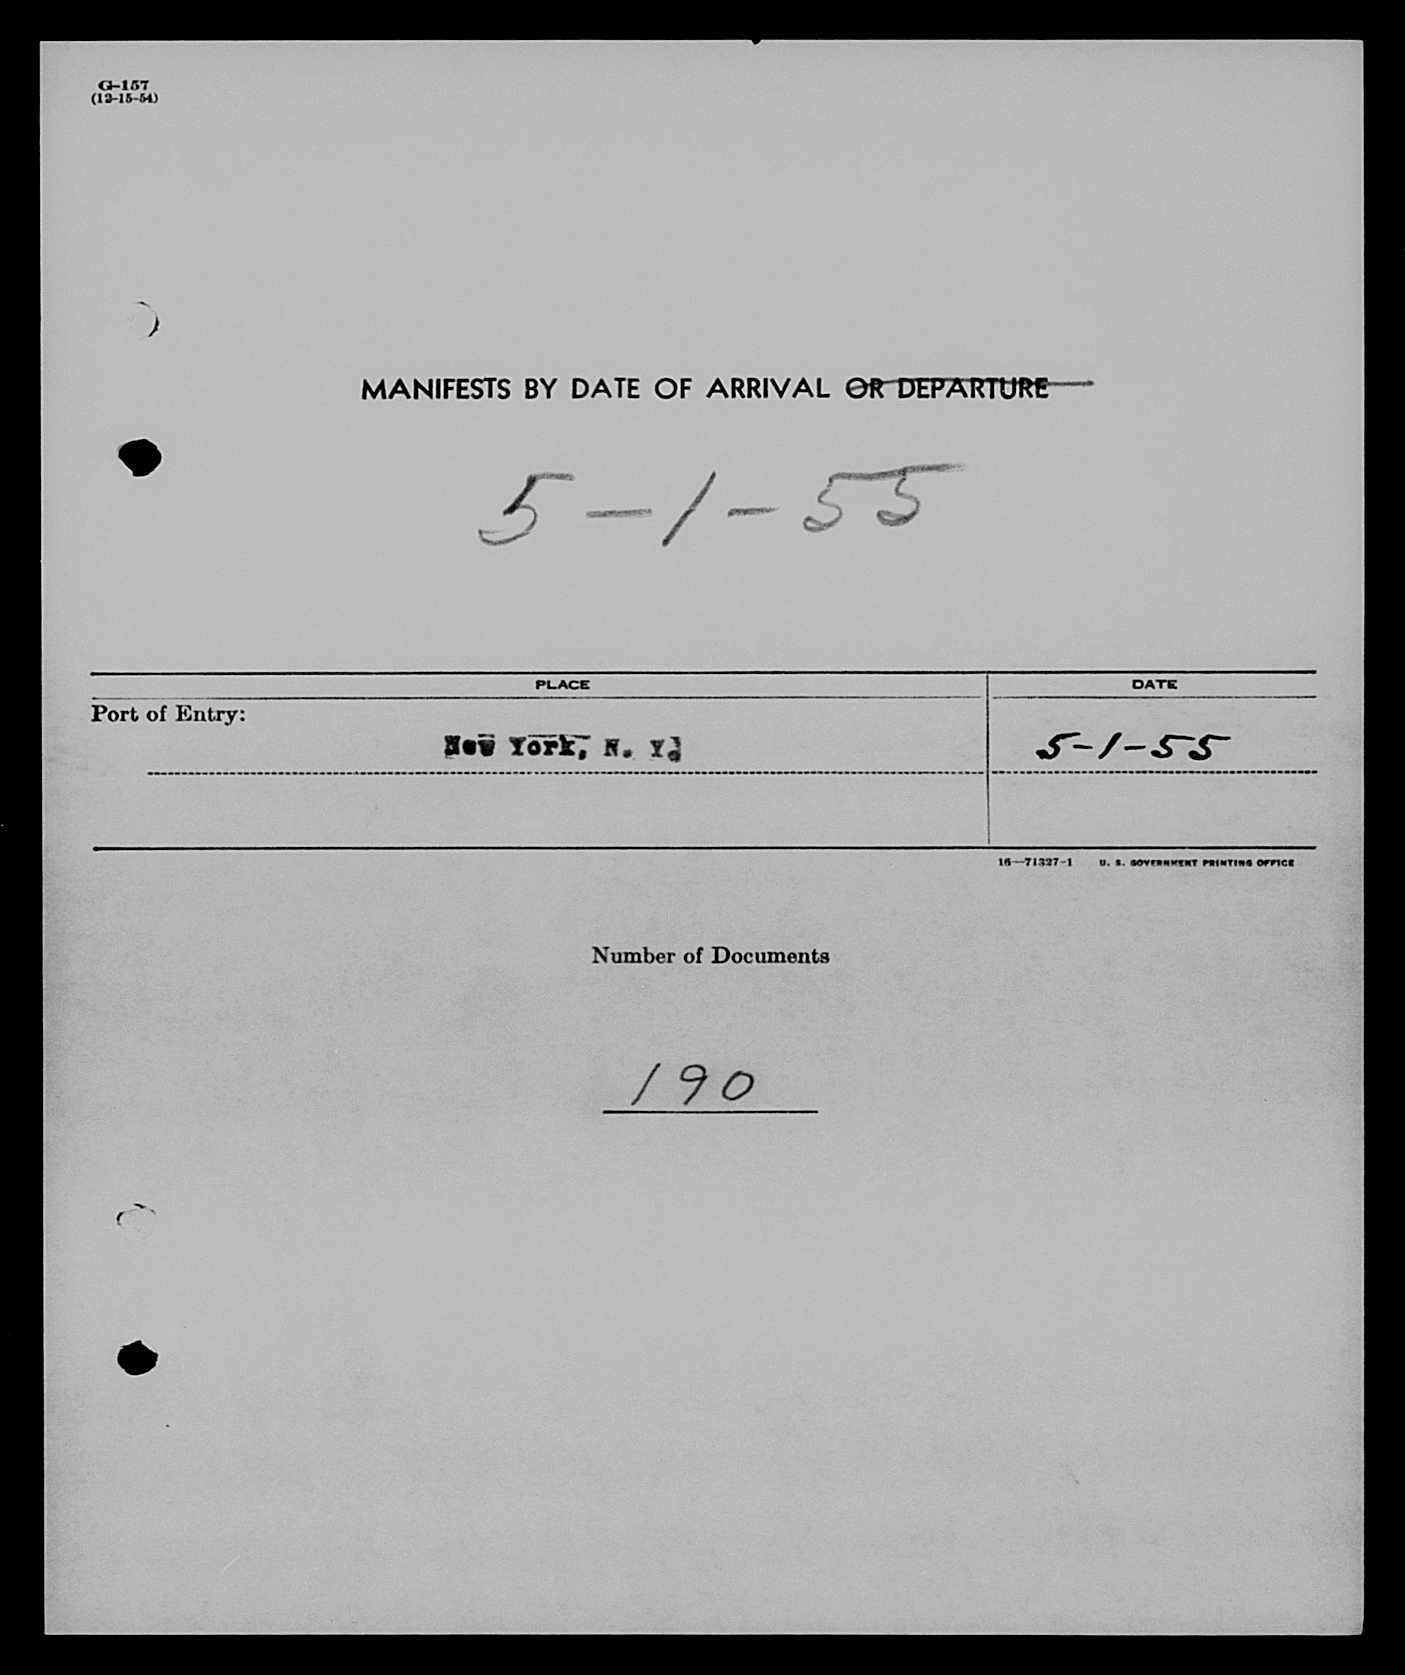 G-157
(12-15-54)
MANIFESTS BY DATE OF ARRIVAL OR DEPARTURE
5-1-55
PLACE DATE
Port of Entry:
New York, N. Y. 5-1-55
16—71327-1 U. S. GOVERNMENT PRINTING OFFICE
Number of Documents
190